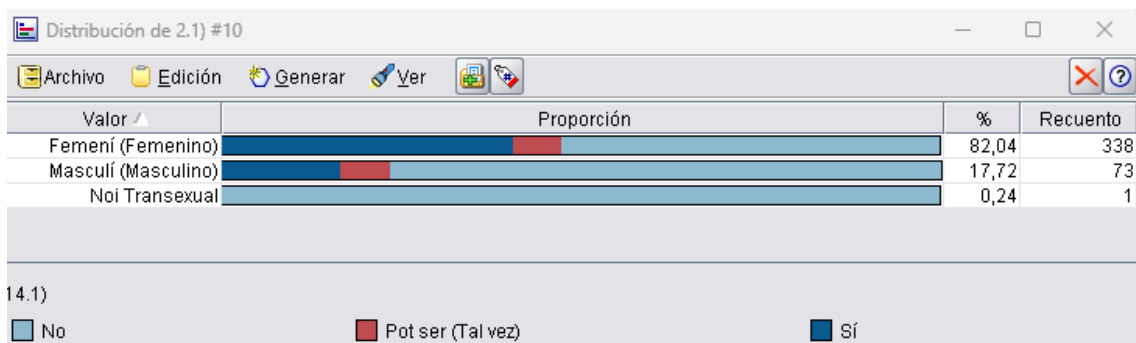 Distribución de 2.1) #10
Archivo Edición Generar Ver
Valor Proporción % Recuento
Femení (Femenino) 82,04 338
Masculí (Masculino) 17,72 73
Noi Transexual 0,24 1
14.1)
No Pot ser (Tal vez) Sí